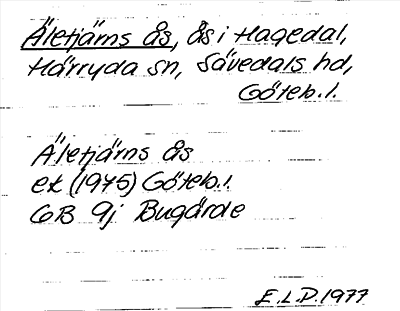 Äletjärns ås, ås i Hagedal,
Härryda sn, Sävedals hd,
Göteb. l.
Äletjärns ås
ek (1975) Göteb. l.
6B 9j Bugärde
E.L.P. 1977